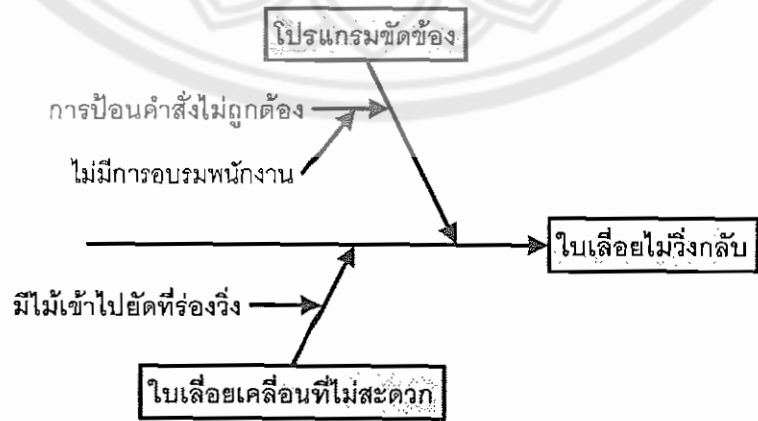 โปรแกรมขัดข้อง
การป้อนคำสั่งไม่ถูกต้อง
ไม่มีการอบรมพนักงาน
ใบเลื่อยไม่วิ่งกลับ
มีไม้เข้าไปยัดที่ร่องวิ่ง
ใบเลื่อยเคลื่อนที่ไม่สะดวก